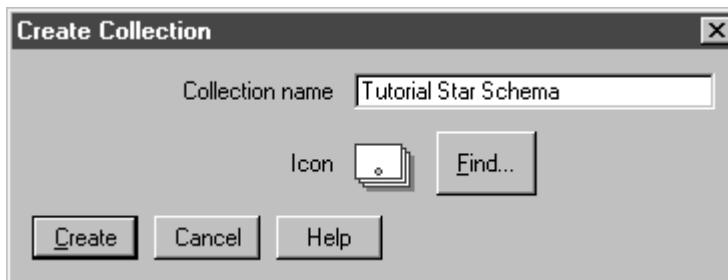 Create Collection
Collection name Tutorial Star Schema
Icon Find...
Create Cancel Help